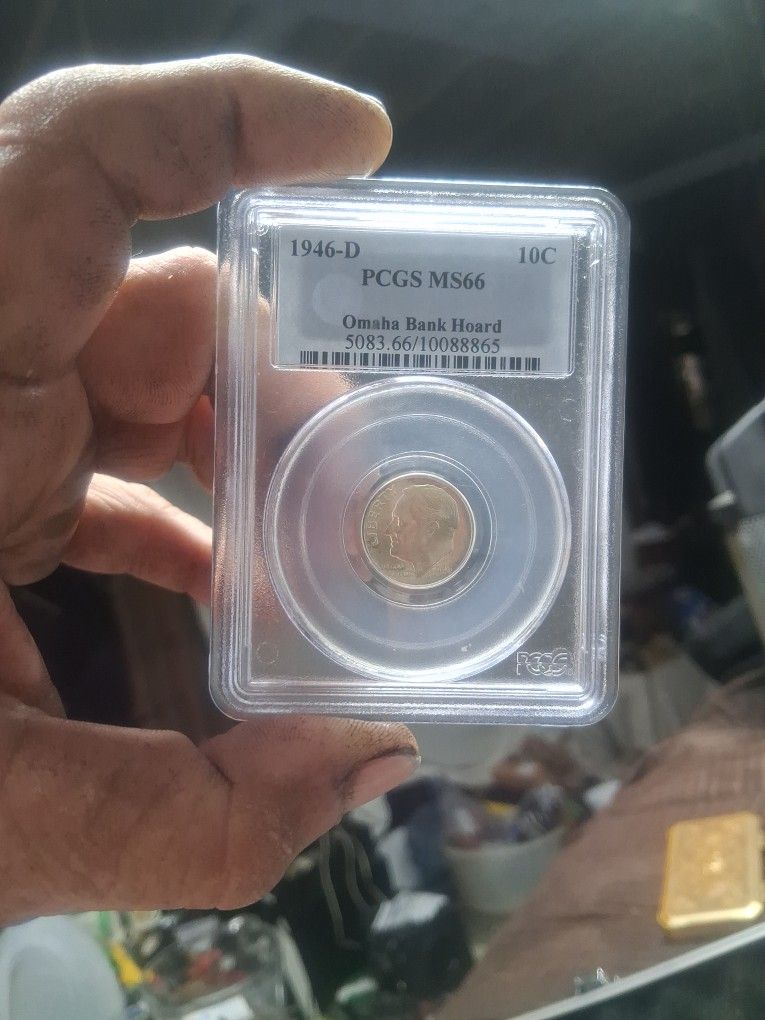 1946-D 10C
PCGS MS66
Omaha Bank Hoard
5083.66/10088865
LIBERTY
PCGS